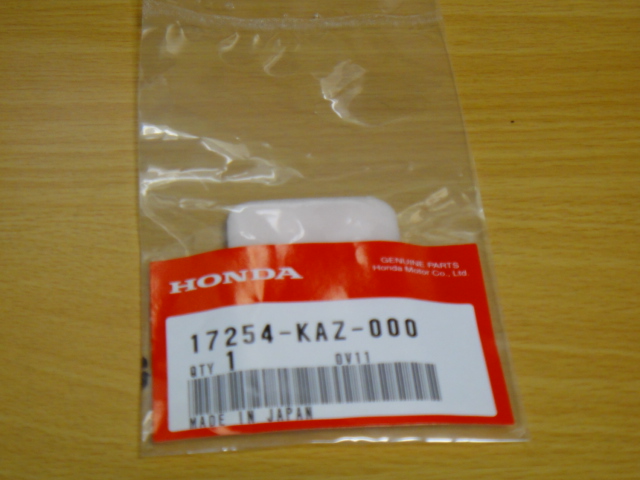 HONDA
GENUINE PARTS
Honda Motor Co., Ltd.
17254-KAZ-000
QTY 1 0V11
MADE IN JAPAN